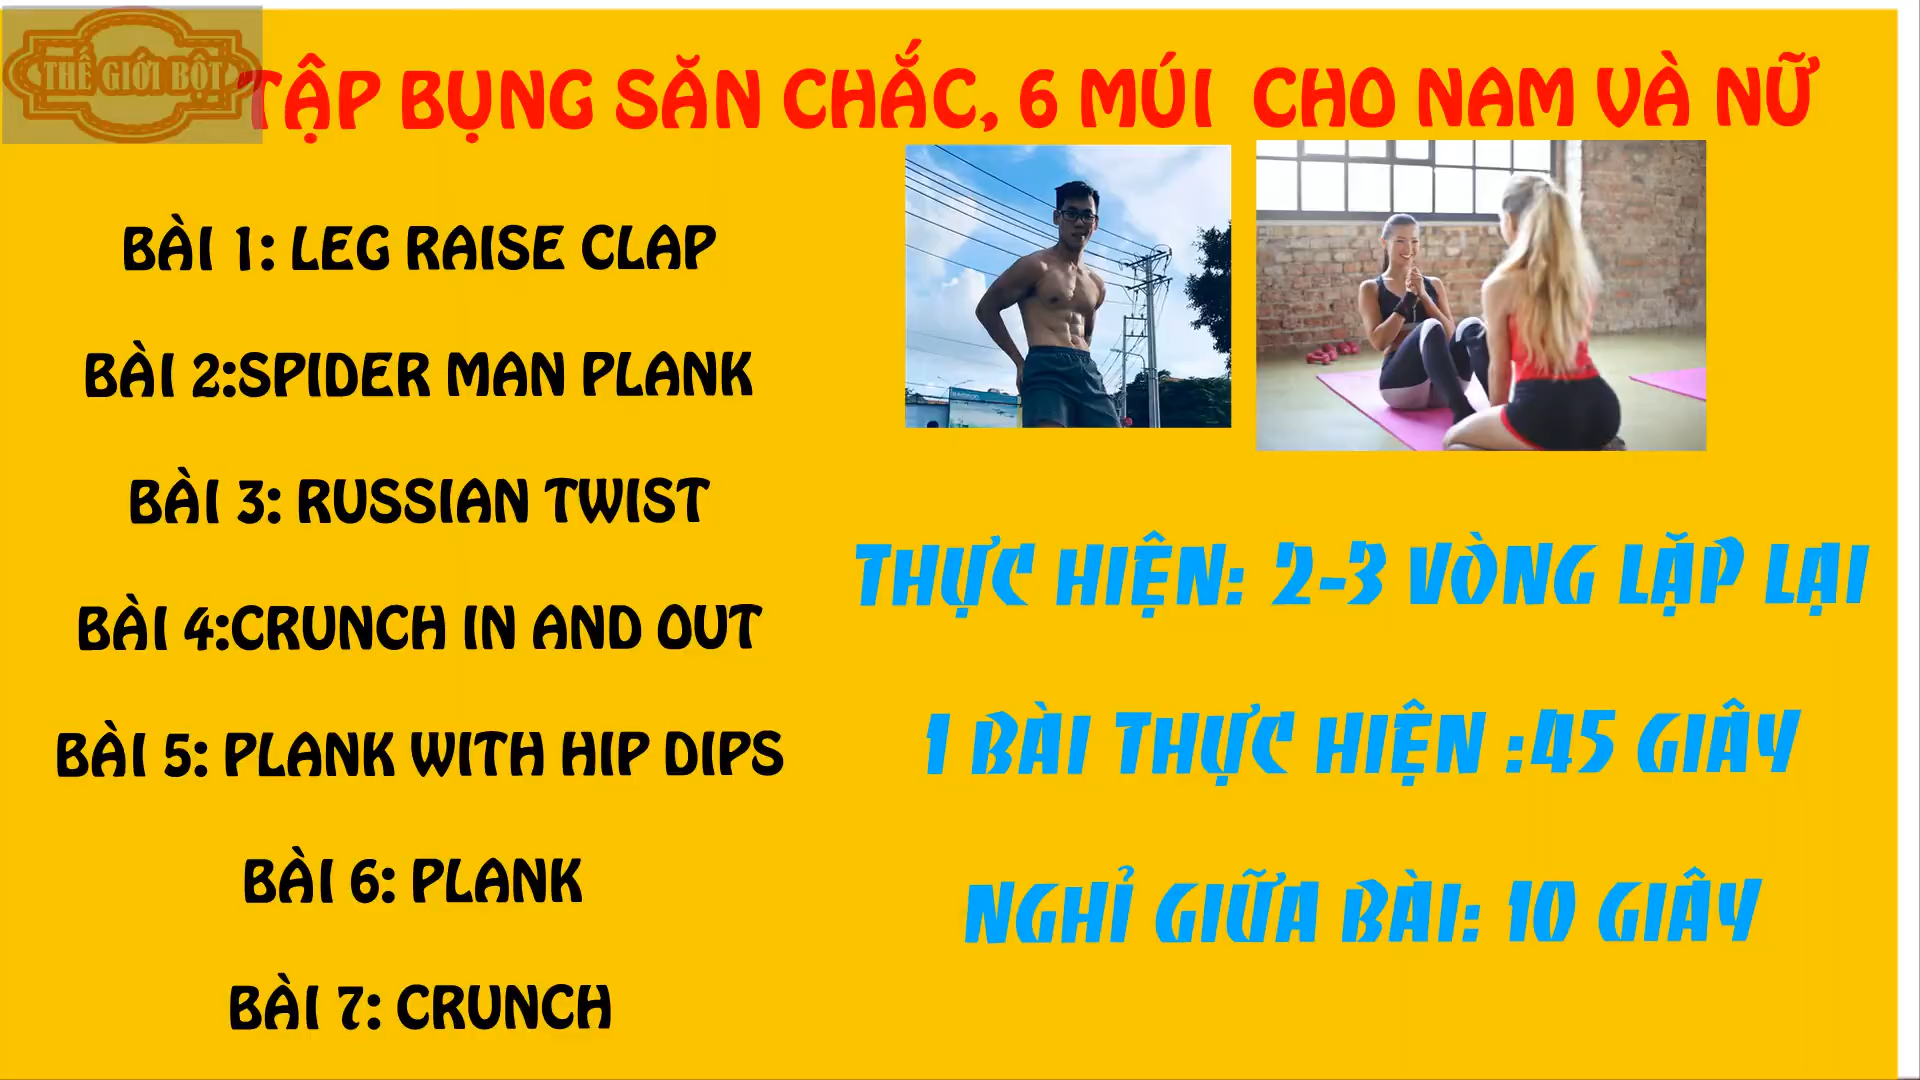 THẾ GIỚI BỘT
TẬP BỤNG SĂN CHẮC, 6 MÚI CHO NAM VÀ NỮ
BÀI 1: LEG RAISE CLAP
BÀI 2:SPIDER MAN PLANK
BÀI 3: RUSSIAN TWIST
BÀI 4:CRUNCH IN AND OUT
BÀI 5: PLANK WITH HIP DIPS
BÀI 6: PLANK
BÀI 7: CRUNCH
THỰC HIỆN: 2-3 VÒNG LẶP LẠI
1 BÀI THỰC HIỆN :45 GIÂY
NGHỈ GIỮA BÀI: 10 GIÂY